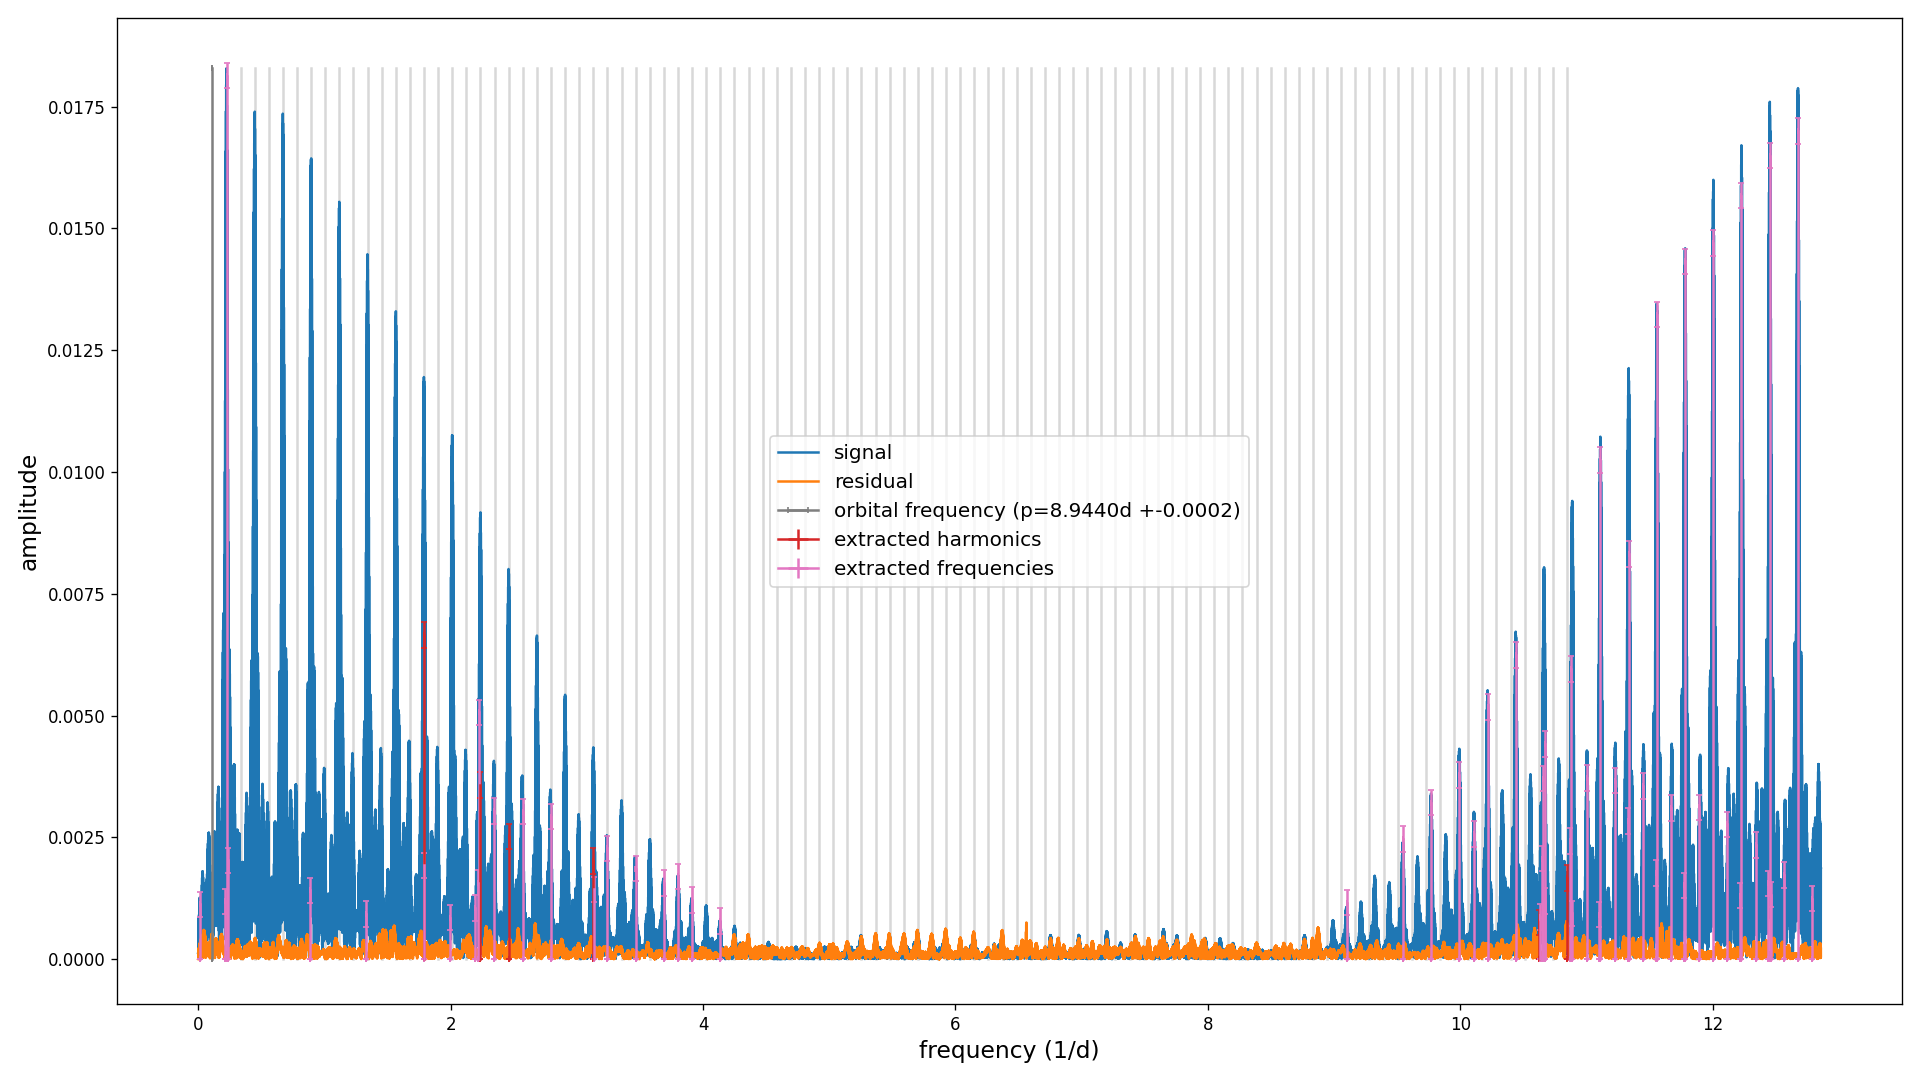 0.0175
0.0150
0.0125
0.0100
0.0075
0.0050
0.0025
0.0000
amplitude
signal
residual
orbital frequency (p=8.9440d +-0.0002)
extracted harmonics
extracted frequencies
0 2 4 6 8 10 12
frequency (1/d)